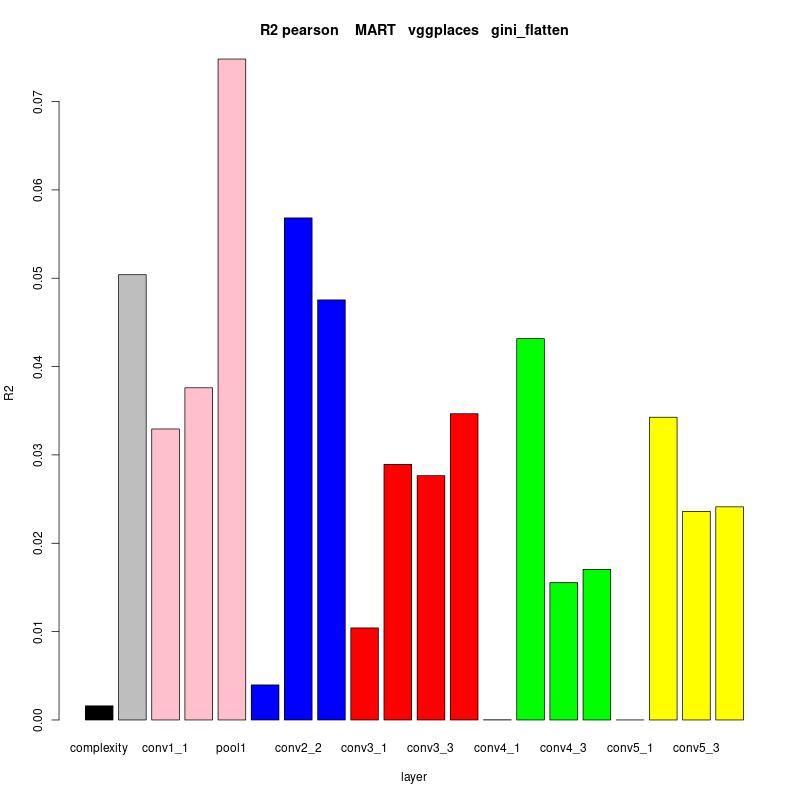 R2 pearson MART vggplaces gini_flatten
0.07
0.06
0.05
0.04
0.03
0.02
0.01
0.00
R2
complexity conv1_1 pool1 conv2_2 conv3_1 conv3_3 conv4_1 conv4_3 conv5_1 conv5_3
layer